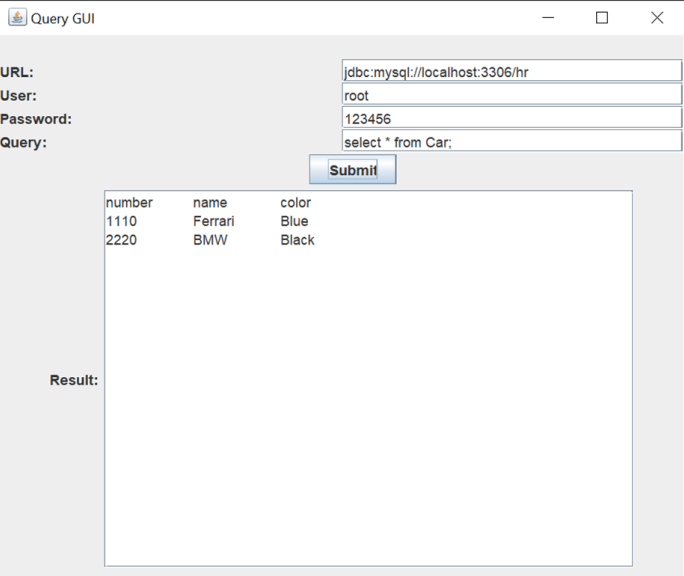 Query GUI
URL: jdbc:mysql://localhost:3306/hr
User: root
Password: 123456
Query: select * from Car;
Submit
number name color
1110 Ferrari Blue
2220 BMW Black
Result: